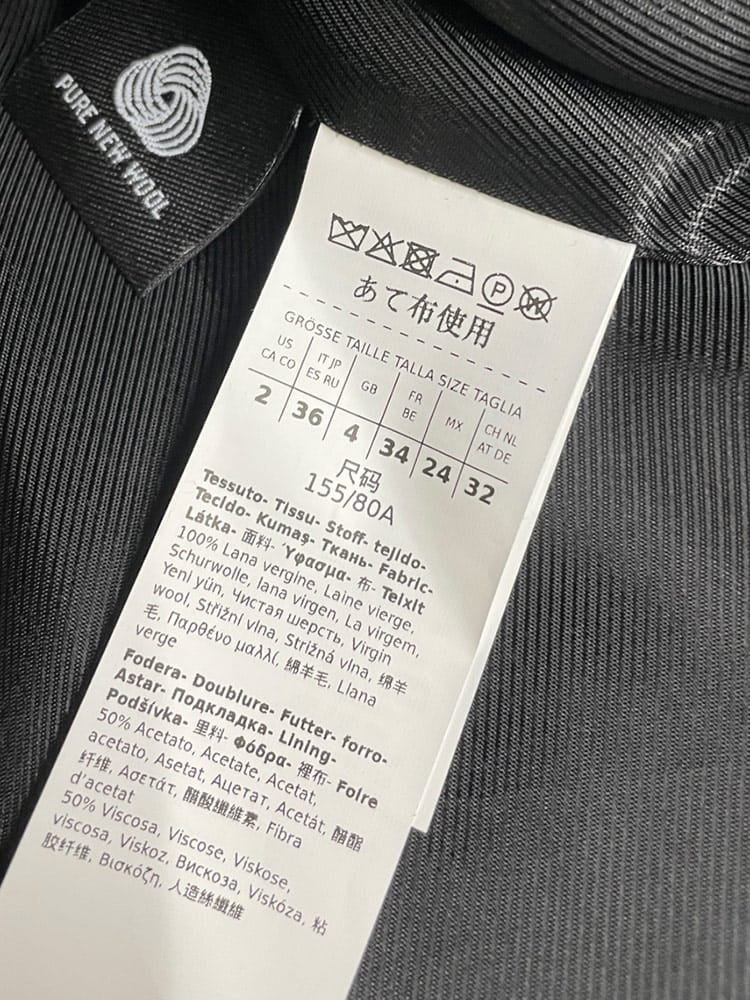 PURE NEW WOOL
P
W
あて布使用
GRÖSSE TAILLE TALLA SIZE TAGLIA
US CA CO
IT JP ES RU
GB
FR BE
MX
CH NL AT DE
2 36 4 34 24 32
尺码
155/80A
Tessuto- Tissu- Stoff- tejido-
Tecido- Kumaş- Ткань- Fabric-
Látka- 面料- Ύφασμα- 布- Teixit
100% Lana vergine, Laine vierge,
Schurwolle, lana virgen, La virgem,
Yeni yün, Чистая шерсть, Virgin
wool, Střižní vlna, Strižná vlna, 绵羊
毛, Παρθένο μαλλί, 綿羊毛, Llana
verge
Fodera- Doublure- Futter- forro-
Astar- Подкладка- Lining-
Podšívka- 里料- Φόδρα- 裡布- Folre
50% Acetato, Acetate, Acetat,
acetato, Asetat, Ацетат, Acetát, 醋酯
纤维, Ασετάτ, 醋酸纖維素, Fibra
d'acetat
50% Viscosa, Viscose, Viskose,
viscosa, Viskoz, Вискоза, Viskóza, 粘
胶纤维, Βισκόζη, 人造絲纖維